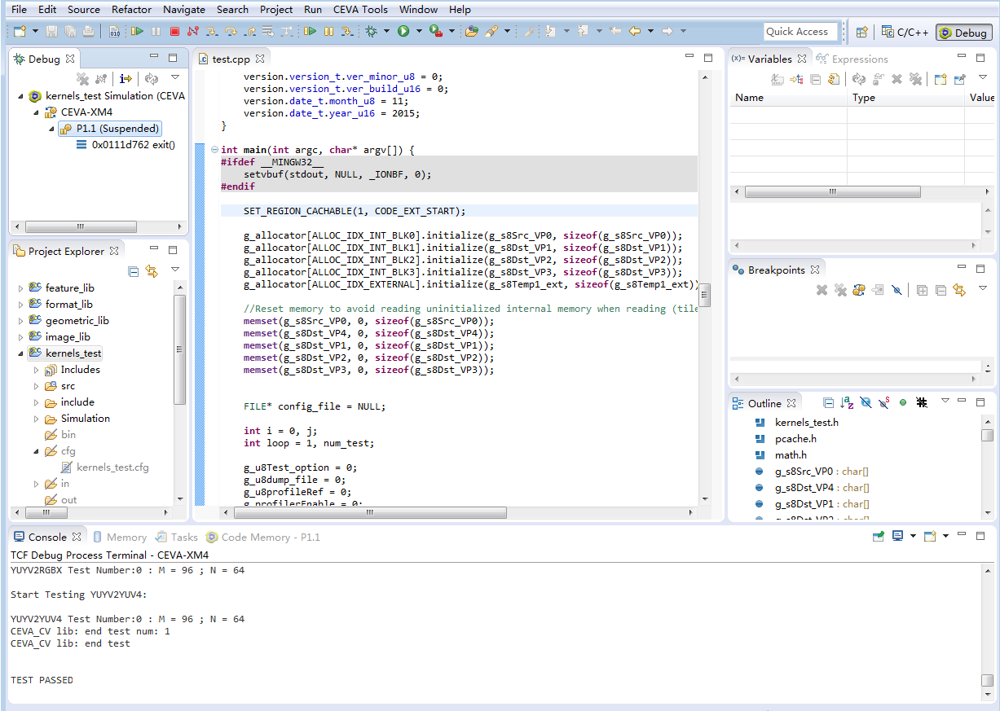 File Edit Source Refactor Navigate Search Project Run CEVA Tools Window Help
010
Quick Access
C/C++
Debug
Debug
kernels_test Simulation (CEVA
CEVA-XM4
P1.1 (Suspended)
0x0111d762 exit()
Project Explorer
feature_lib
format_lib
geometric_lib
image_lib
kernels_test
Includes
src
include
Simulation
bin
cfg
kernels_test.cfg
in
out
test.cpp
version.version_t.ver_minor_u8 = 0;
version.version_t.ver_build_u16 = 0;
version.date_t.month_u8 = 11;
version.date_t.year_u16 = 2015;
}
int main(int argc, char* argv[]) {
#ifdef __MINGW32__
setvbuf(stdout, NULL, _IONBF, 0);
#endif
SET_REGION_CACHABLE(1, CODE_EXT_START);
g_allocator[ALLOC_IDX_INT_BLK0].initialize(g_s8Src_VP0, sizeof(g_s8Src_VP0));
g_allocator[ALLOC_IDX_INT_BLK1].initialize(g_s8Dst_VP1, sizeof(g_s8Dst_VP1));
g_allocator[ALLOC_IDX_INT_BLK2].initialize(g_s8Dst_VP2, sizeof(g_s8Dst_VP2));
g_allocator[ALLOC_IDX_INT_BLK3].initialize(g_s8Dst_VP3, sizeof(g_s8Dst_VP3));
g_allocator[ALLOC_IDX_EXTERNAL].initialize(g_s8Temp1_ext, sizeof(g_s8Temp1_ext))
//Reset memory to avoid reading uninitialized internal memory when reading (tile
memset(g_s8Src_VP0, 0, sizeof(g_s8Src_VP0));
memset(g_s8Dst_VP4, 0, sizeof(g_s8Dst_VP4));
memset(g_s8Dst_VP1, 0, sizeof(g_s8Dst_VP1));
memset(g_s8Dst_VP2, 0, sizeof(g_s8Dst_VP2));
memset(g_s8Dst_VP3, 0, sizeof(g_s8Dst_VP3));
FILE* config_file = NULL;
int i = 0, j;
int loop = 1, num_test;
g_u8Test_option = 0;
g_u8dump_file = 0;
g_u8profileRef = 0;
g_profilerEnable = 0;
(x)= Variables
Expressions
Name Type Value
Breakpoints
Outline
kernels_test.h
pcache.h
math.h
g_s8Src_VP0 : char[]
g_s8Dst_VP4 : char[]
g_s8Dst_VP1 : char[]
g_s8Dst_VP2 : char[]
Console
Memory
Tasks
Code Memory - P1.1
TCF Debug Process Terminal - CEVA-XM4
YUYV2RGBX Test Number:0 : M = 96 ; N = 64
Start Testing YUYV2YUV4:
YUYV2YUV4 Test Number:0 : M = 96 ; N = 64
CEVA_CV lib: end test num: 1
CEVA_CV lib: end test
TEST PASSED